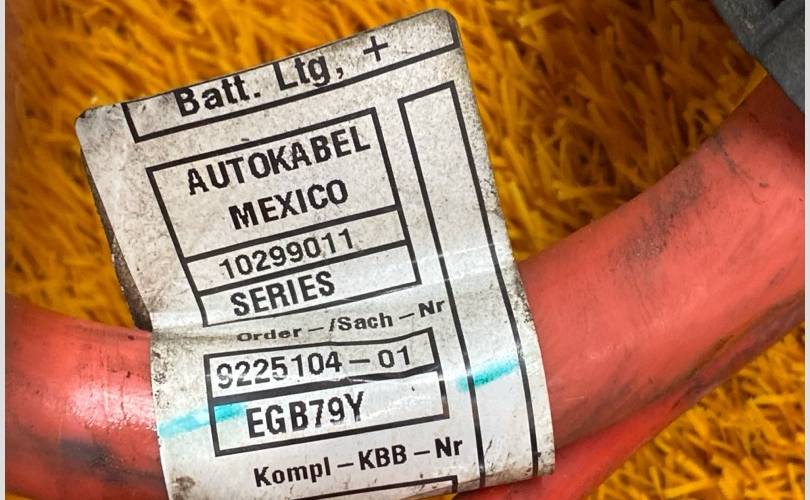 Batt. Ltg, +
AUTOKABEL
MEXICO
10299011
SERIES
Order-/Sach-Nr
9225104-01
EGB79Y
Kompl-KBB-Nr